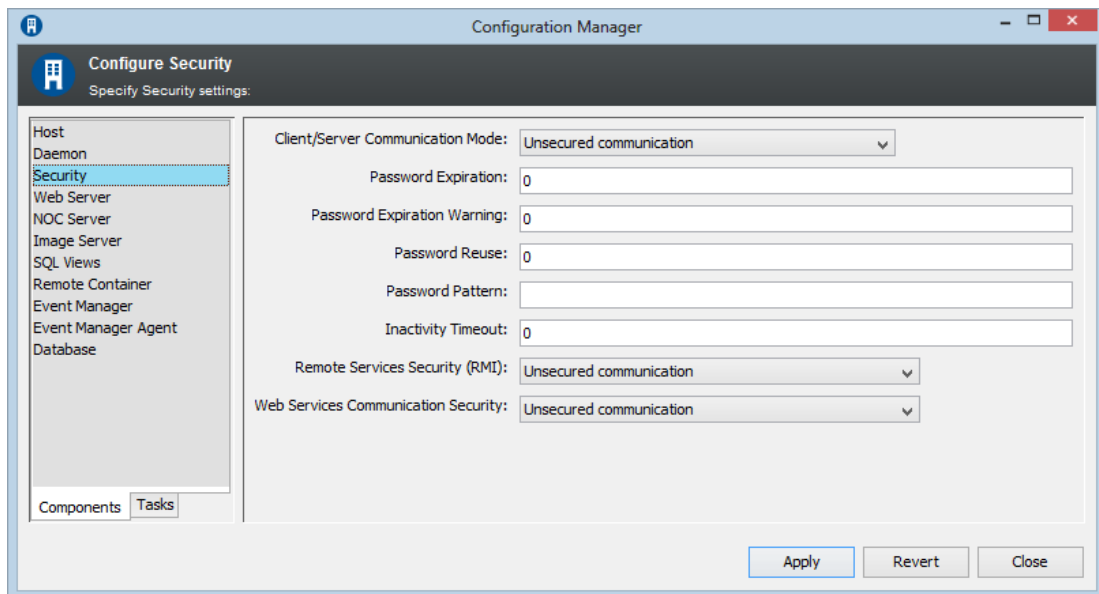 Configuration Manager
Configure Security
Specify Security settings:
Host
Daemon
Security
Web Server
NOC Server
Image Server
SQL Views
Remote Container
Event Manager
Event Manager Agent
Database
Components Tasks
Client/Server Communication Mode: Unsecured communication
Password Expiration: 0
Password Expiration Warning: 0
Password Reuse: 0
Password Pattern:
Inactivity Timeout: 0
Remote Services Security (RMI): Unsecured communication
Web Services Communication Security: Unsecured communication
Apply Revert Close